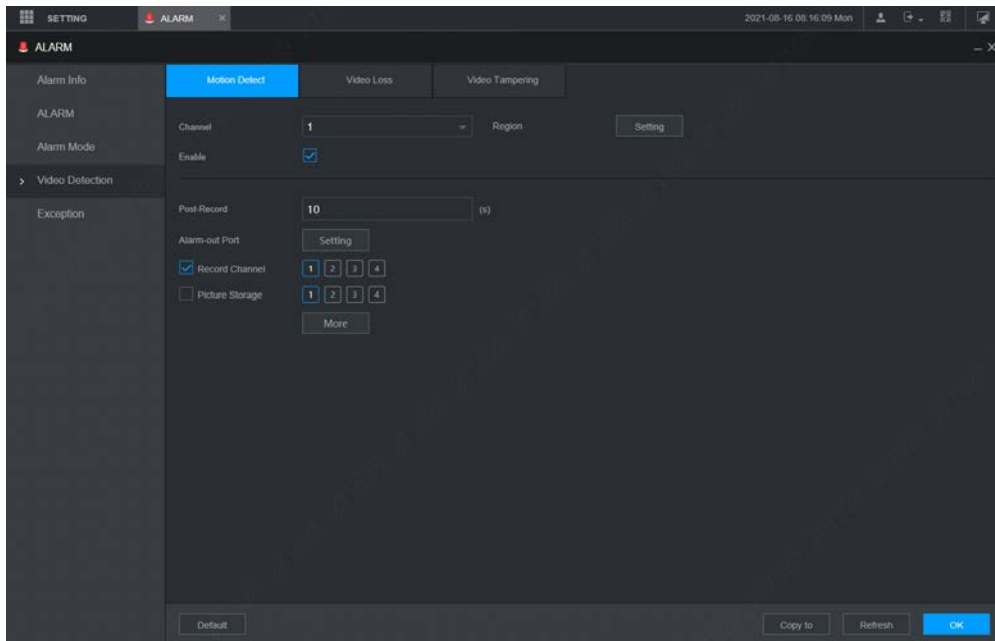 SETTING ALARM × 2021-08-16 08:16:09 Mon
ALARM
Alarm Info
ALARM
Alarm Mode
Video Detection
Exception
Motion Detect Video Loss Video Tampering
Channel 1 Region Setting
Enable
Post-Record 10 (s)
Alarm-out Port Setting
Record Channel 1 2 3 4
Picture Storage 1 2 3 4
More
Default Copy to Refresh OK